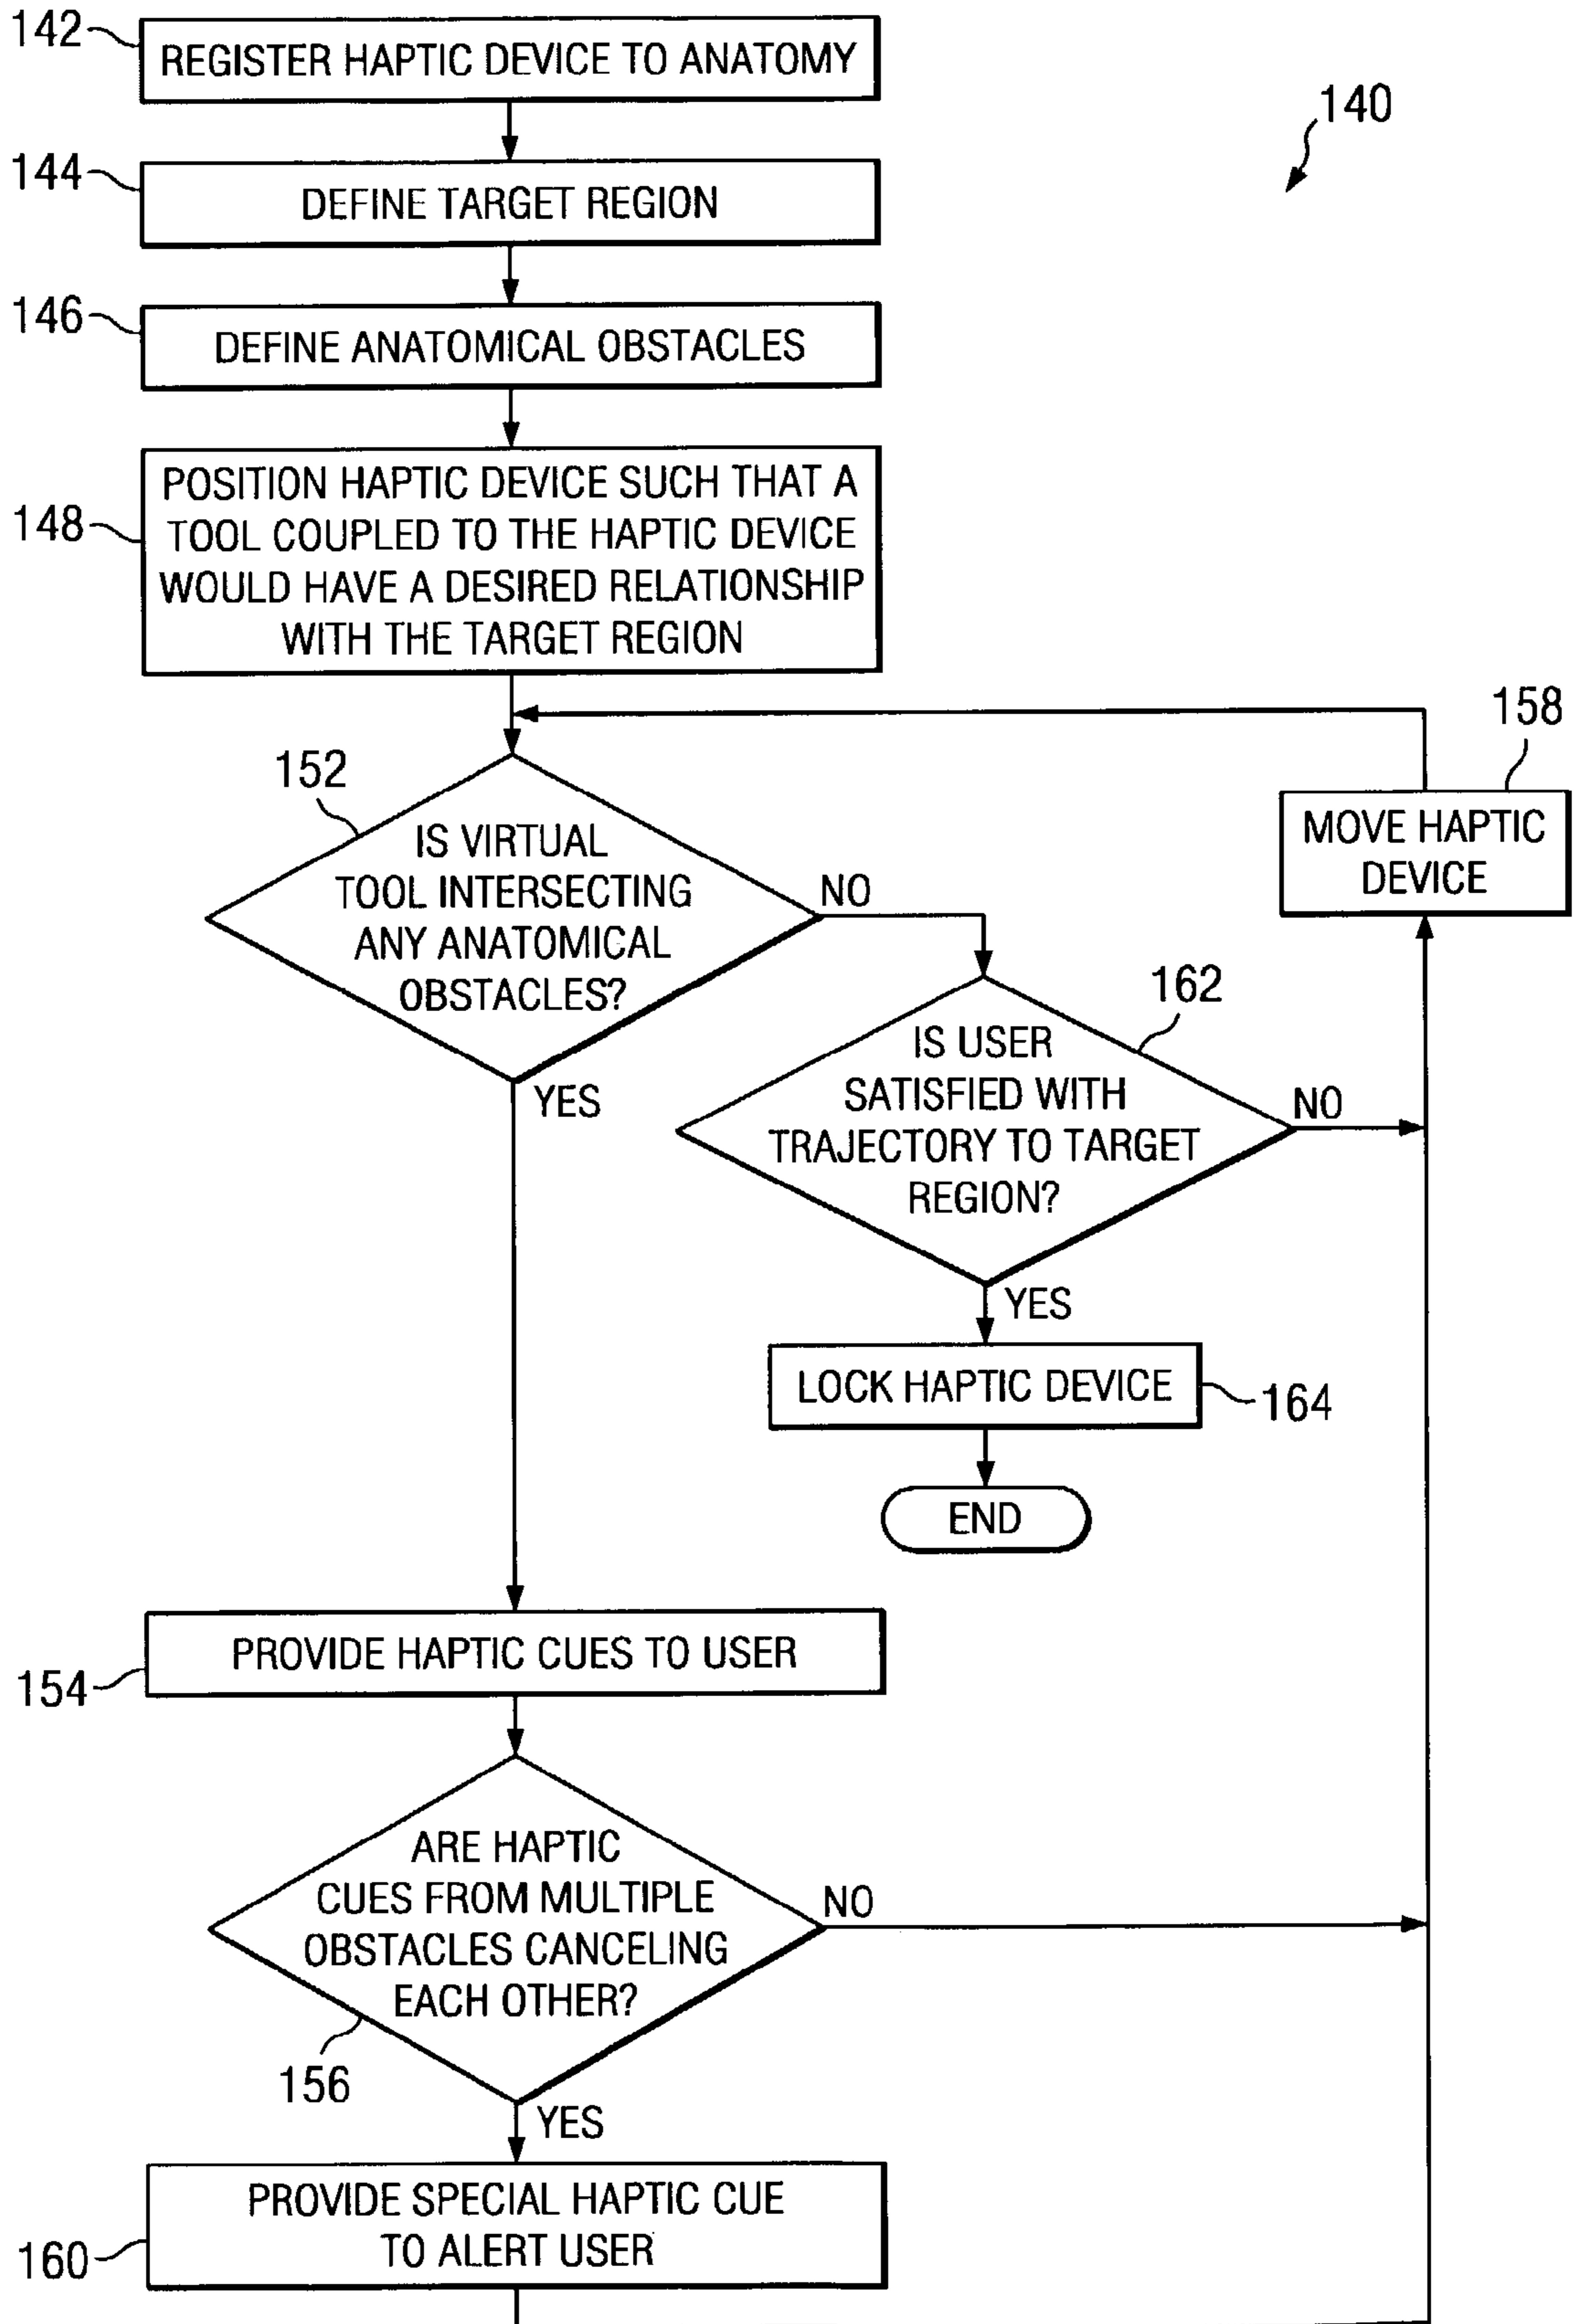 142
REGISTER HAPTIC DEVICE TO ANATOMY
140
144
DEFINE TARGET REGION
146
DEFINE ANATOMICAL OBSTACLES
148
POSITION HAPTIC DEVICE SUCH THAT A
TOOL COUPLED TO THE HAPTIC DEVICE
WOULD HAVE A DESIRED RELATIONSHIP
WITH THE TARGET REGION
158
MOVE HAPTIC
DEVICE
152
IS VIRTUAL
TOOL INTERSECTING
ANY ANATOMICAL
OBSTACLES?
NO
YES
162
IS USER
SATISFIED WITH
TRAJECTORY TO TARGET
REGION?
NO
YES
LOCK HAPTIC DEVICE
164
END
PROVIDE HAPTIC CUES TO USER
154
ARE HAPTIC
CUES FROM MULTIPLE
OBSTACLES CANCELING
EACH OTHER?
NO
156
YES
PROVIDE SPECIAL HAPTIC CUE
TO ALERT USER
160